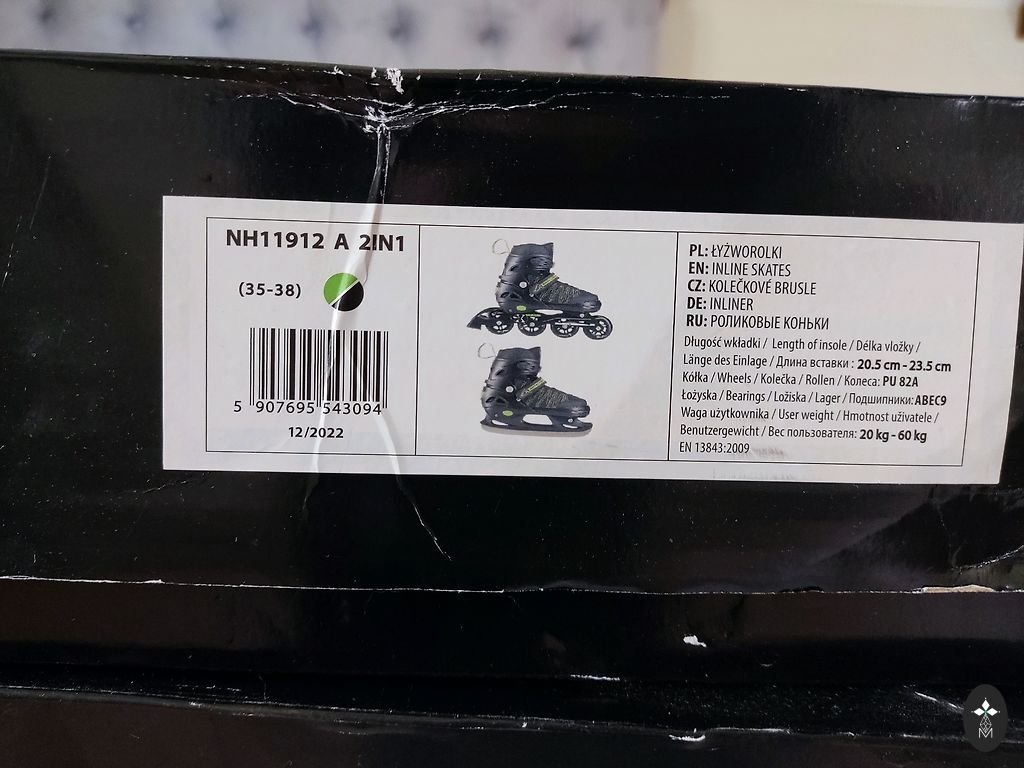 NH11912 A 2IN1
(35-38)
5 907695 543094
12/2022
PL: ŁYŻWOROLKI
EN: INLINE SKATES
CZ: KOLEČKOVÉ BRUSLE
DE: INLINER
RU: РОЛИКОВЫЕ КОНЬКИ
Długość wkładki / Length of insole / Délka vložky /
Länge des Einlage / Длина вставки : 20.5 cm - 23.5 cm
Kółka / Wheels / Kolečka / Rollen / Колеса: PU 82A
Łożyska / Bearings / Ložiska / Lager / Подшипники: ABEC9
Waga użytkownika / User weight / Hmotnost uživatele /
Benutzergewicht / Вес пользователя: 20 kg - 60 kg
EN 13843:2009
M